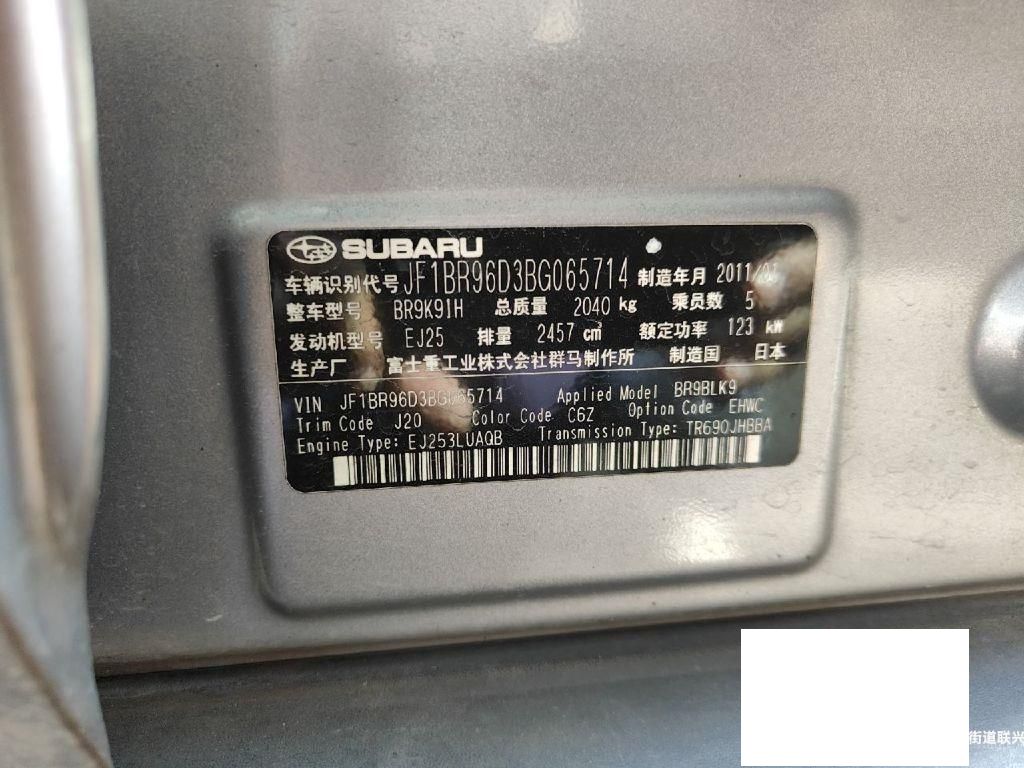 SUBARU
车辆识别代号 JF1BR96D3BG065714 制造年月 2011/01
整车型号 BR9K91H 总质量 2040 kg 乘员数 5
发动机型号 EJ25 排量 2457 cm³ 额定功率 123 kW
生产厂 富士重工业株式会社群马制作所 制造国 日本
VIN JF1BR96D3BG065714 Applied Model BR9BLK9
Trim Code J20 Color Code C6Z Option Code EHWC
Engine Type: EJ253LUAQB Transmission Type: TR690JHBBA
街道联兴